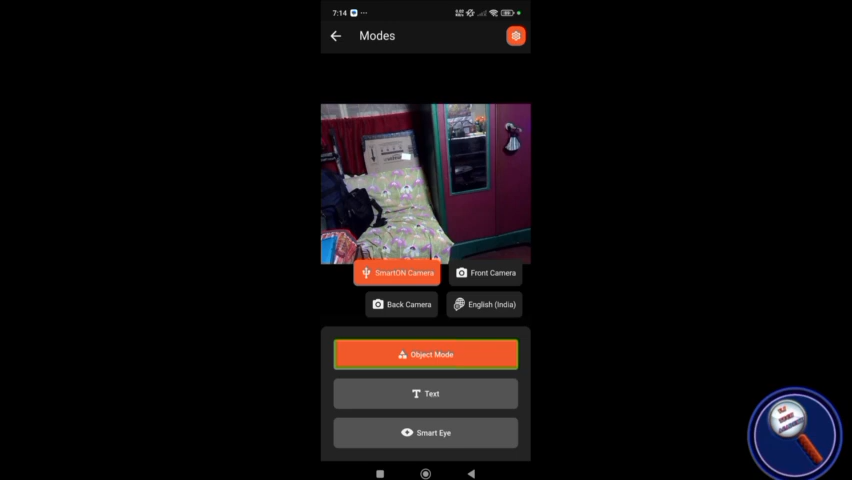 7:14
Modes
SmartON Camera
Front Camera
Back Camera
English (India)
Object Mode
Text
Smart Eye